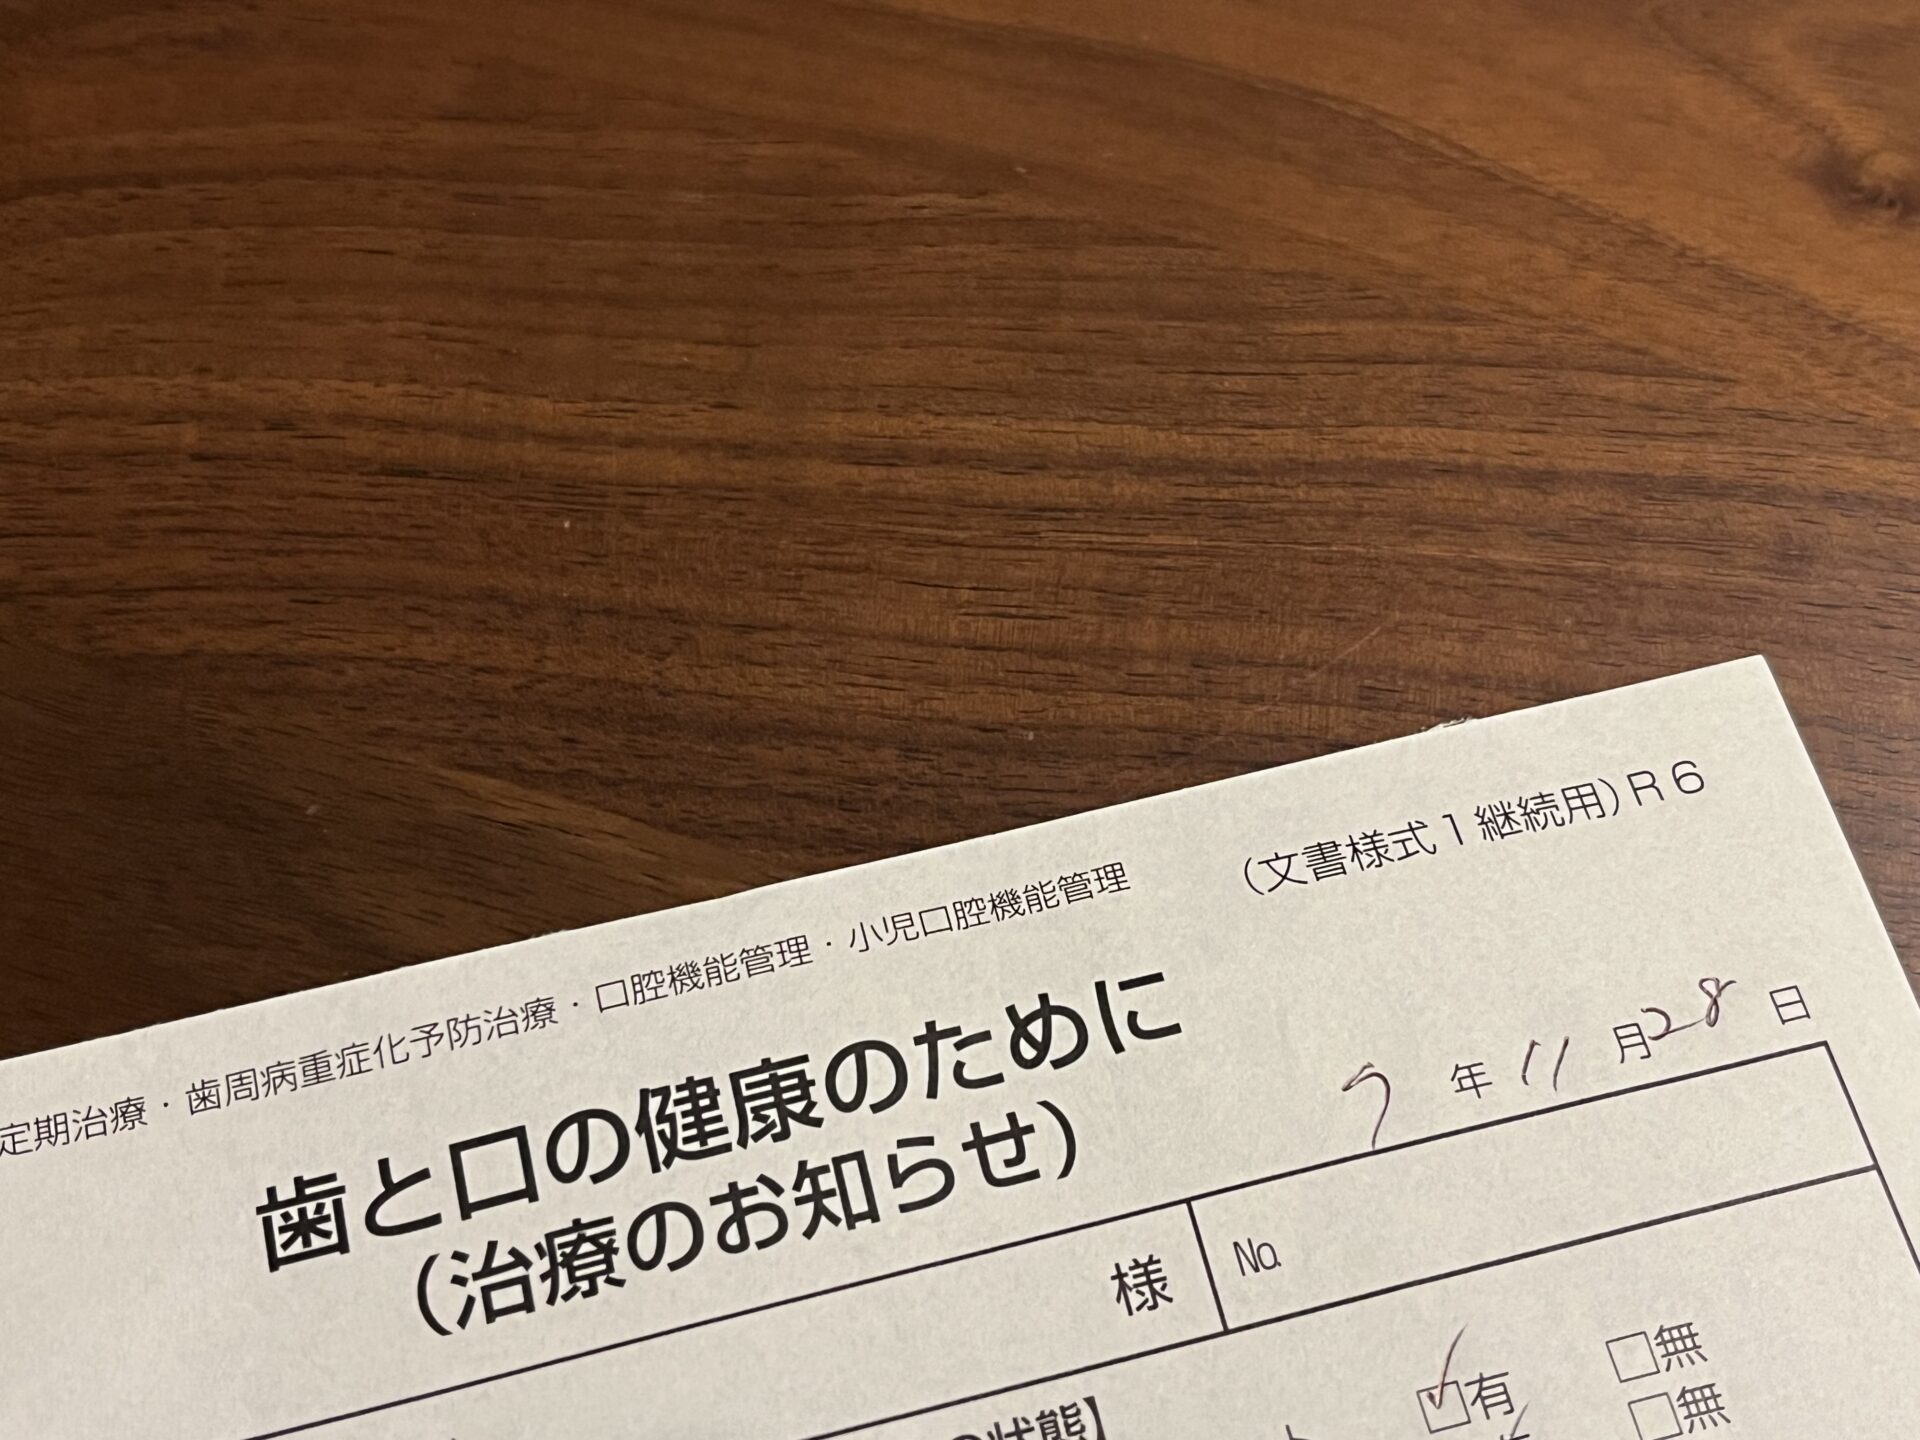 定期治療・歯周病重症化予防治療・口腔機能管理・小児口腔機能管理
(文書様式1継続用)R6
歯と口の健康のために
(治療のお知らせ)
7年11月28日
様
No.
の状態】
☑有 □無
□無